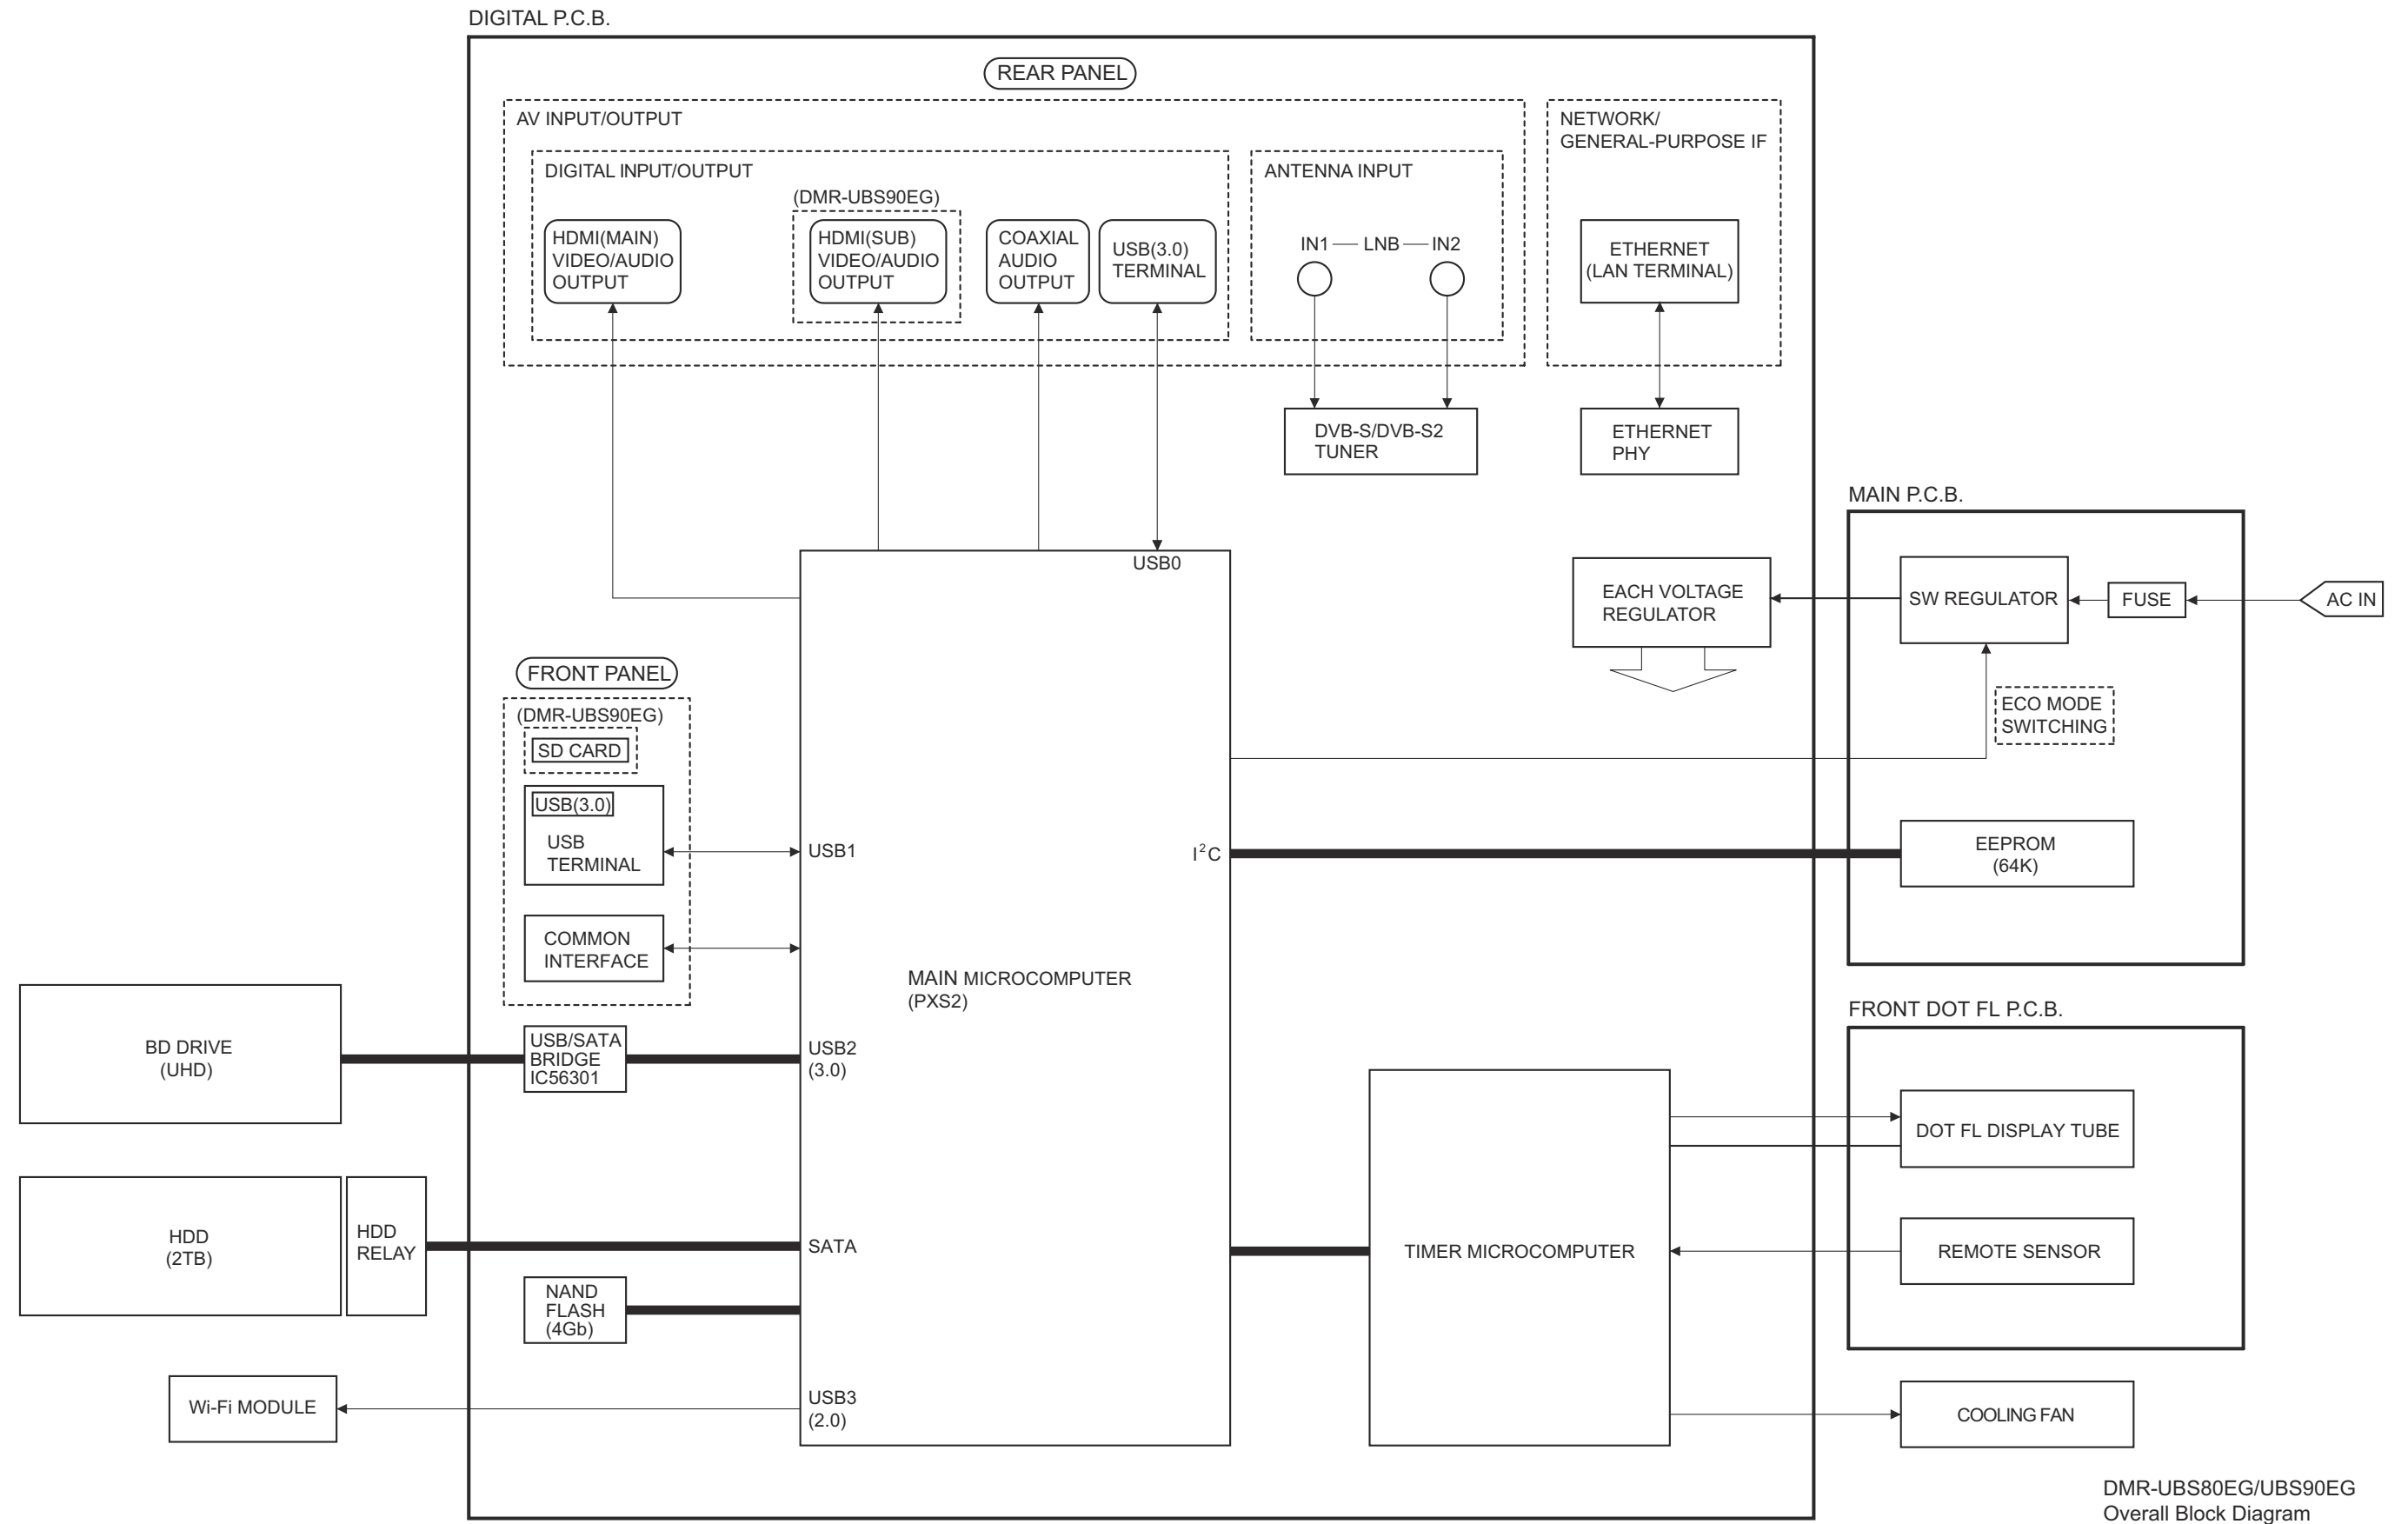 DIGITAL P.C.B.
REAR PANEL
AV INPUT/OUTPUT
DIGITAL INPUT/OUTPUT
(DMR-UBS90EG)
HDMI(MAIN)
VIDEO/AUDIO
OUTPUT
HDMI(SUB)
VIDEO/AUDIO
OUTPUT
COAXIAL
AUDIO
OUTPUT
USB(3.0)
TERMINAL
ANTENNA INPUT
IN1 — LNB — IN2
DVB-S/DVB-S2
TUNER
NETWORK/
GENERAL-PURPOSE IF
ETHERNET
(LAN TERMINAL)
ETHERNET
PHY
MAIN P.C.B.
EACH VOLTAGE
REGULATOR
SW REGULATOR
FUSE
AC IN
ECO MODE
SWITCHING
EEPROM
(64K)
FRONT PANEL
(DMR-UBS90EG)
SD CARD
USB(3.0)
USB
TERMINAL
COMMON
INTERFACE
USB0
USB1
I²C
MAIN MICROCOMPUTER
(PXS2)
USB2
(3.0)
SATA
USB3
(2.0)
BD DRIVE
(UHD)
USB/SATA
BRIDGE
IC56301
HDD
(2TB)
HDD
RELAY
NAND
FLASH
(4Gb)
Wi-Fi MODULE
TIMER MICROCOMPUTER
FRONT DOT FL P.C.B.
DOT FL DISPLAY TUBE
REMOTE SENSOR
COOLING FAN
DMR-UBS80EG/UBS90EG
Overall Block Diagram